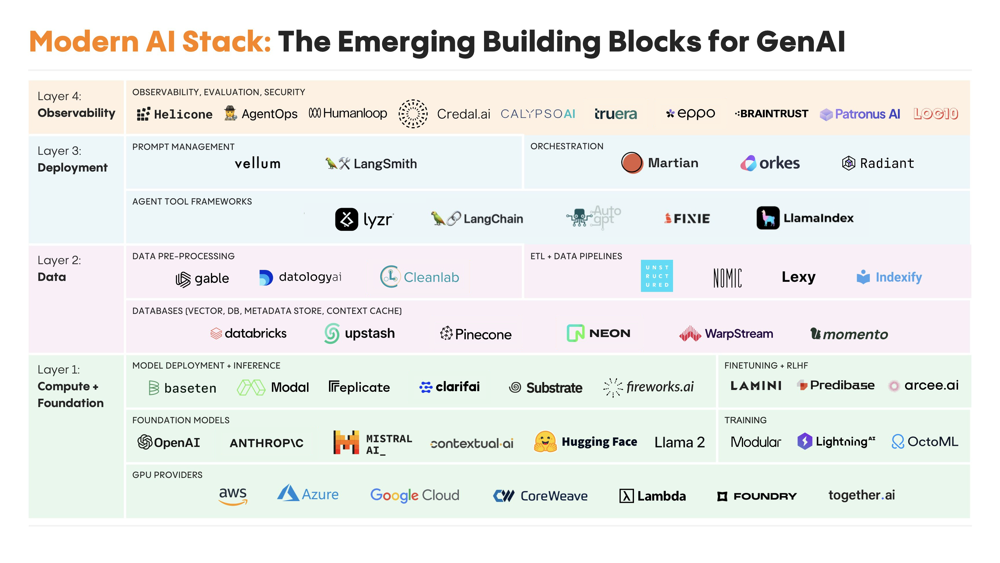 Modern AI Stack: The Emerging Building Blocks for GenAI
Layer 4:
Observability
OBSERVABILITY, EVALUATION, SECURITY
Helicone AgentOps Humanloop Credal.ai CALYPSOAI truera eppo BRAINTRUST Patronus AI LOG10
Layer 3:
Deployment
PROMPT MANAGEMENT
vellum LangSmith
ORCHESTRATION
Martian orkes Radiant
AGENT TOOL FRAMEWORKS
lyzr LangChain Auto gpt FIXIE LlamaIndex
Layer 2:
Data
DATA PRE-PROCESSING
gable datologyai Cleanlab
ETL + DATA PIPELINES
UNST
RUCT
URED
NOMIC Lexy Indexify
DATABASES (VECTOR, DB, METADATA STORE, CONTEXT CACHE)
databricks upstash Pinecone NEON WarpStream momento
Layer 1:
Compute +
Foundation
MODEL DEPLOYMENT + INFERENCE
baseten Modal Replicate clarifai Substrate fireworks.ai
FINETUNING + RLHF
LAMINI Predibase arcee.ai
FOUNDATION MODELS
OpenAI ANTHROP\C MISTRAL AI_ contextual.ai Hugging Face Llama 2
TRAINING
Modular Lightning AI OctoML
GPU PROVIDERS
aws Azure Google Cloud CoreWeave Lambda FOUNDRY together.ai